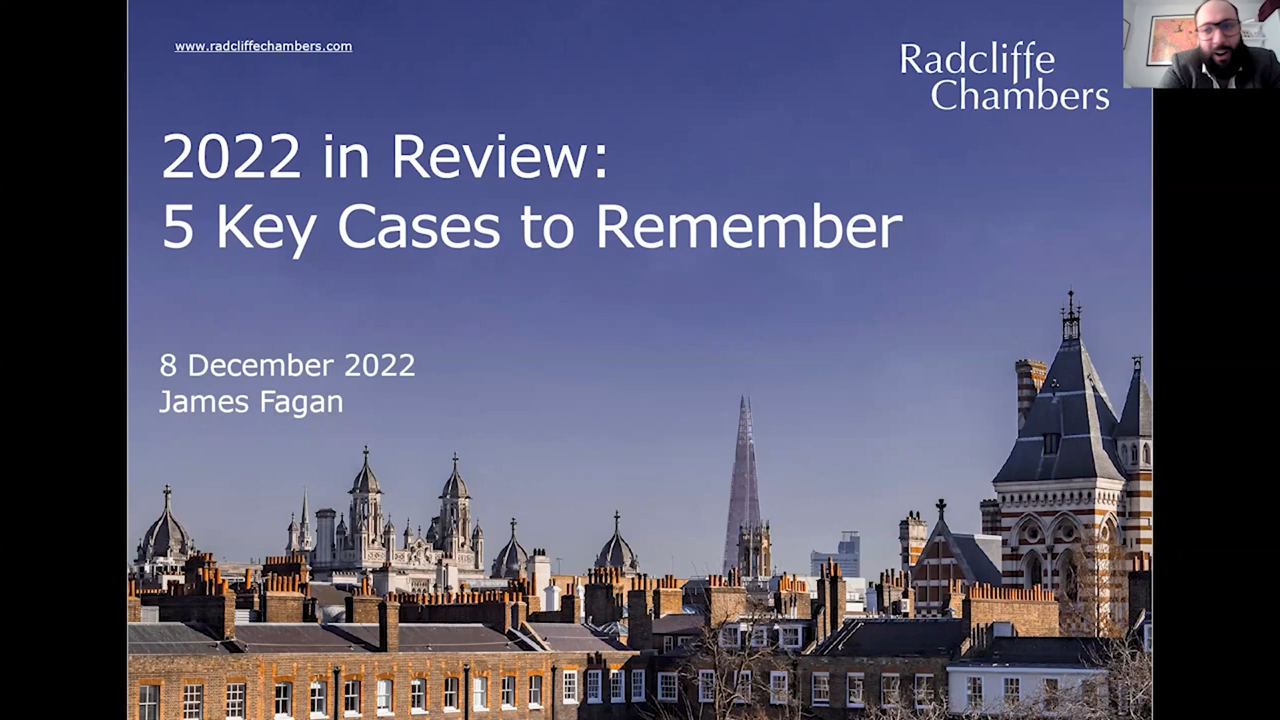 www.radcliffechambers.com
Radcliffe
Chambers
2022 in Review:
5 Key Cases to Remember
8 December 2022
James Fagan